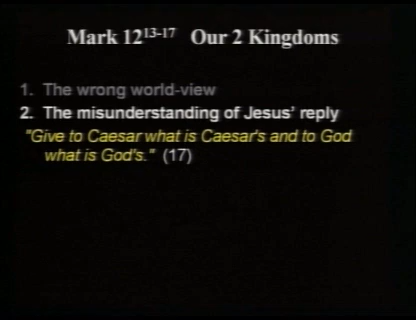 Mark 12¹³⁻¹⁷ Our 2 Kingdoms
1. The wrong world-view
2. The misunderstanding of Jesus' reply
"Give to Caesar what is Caesar's and to God
what is God's." (17)